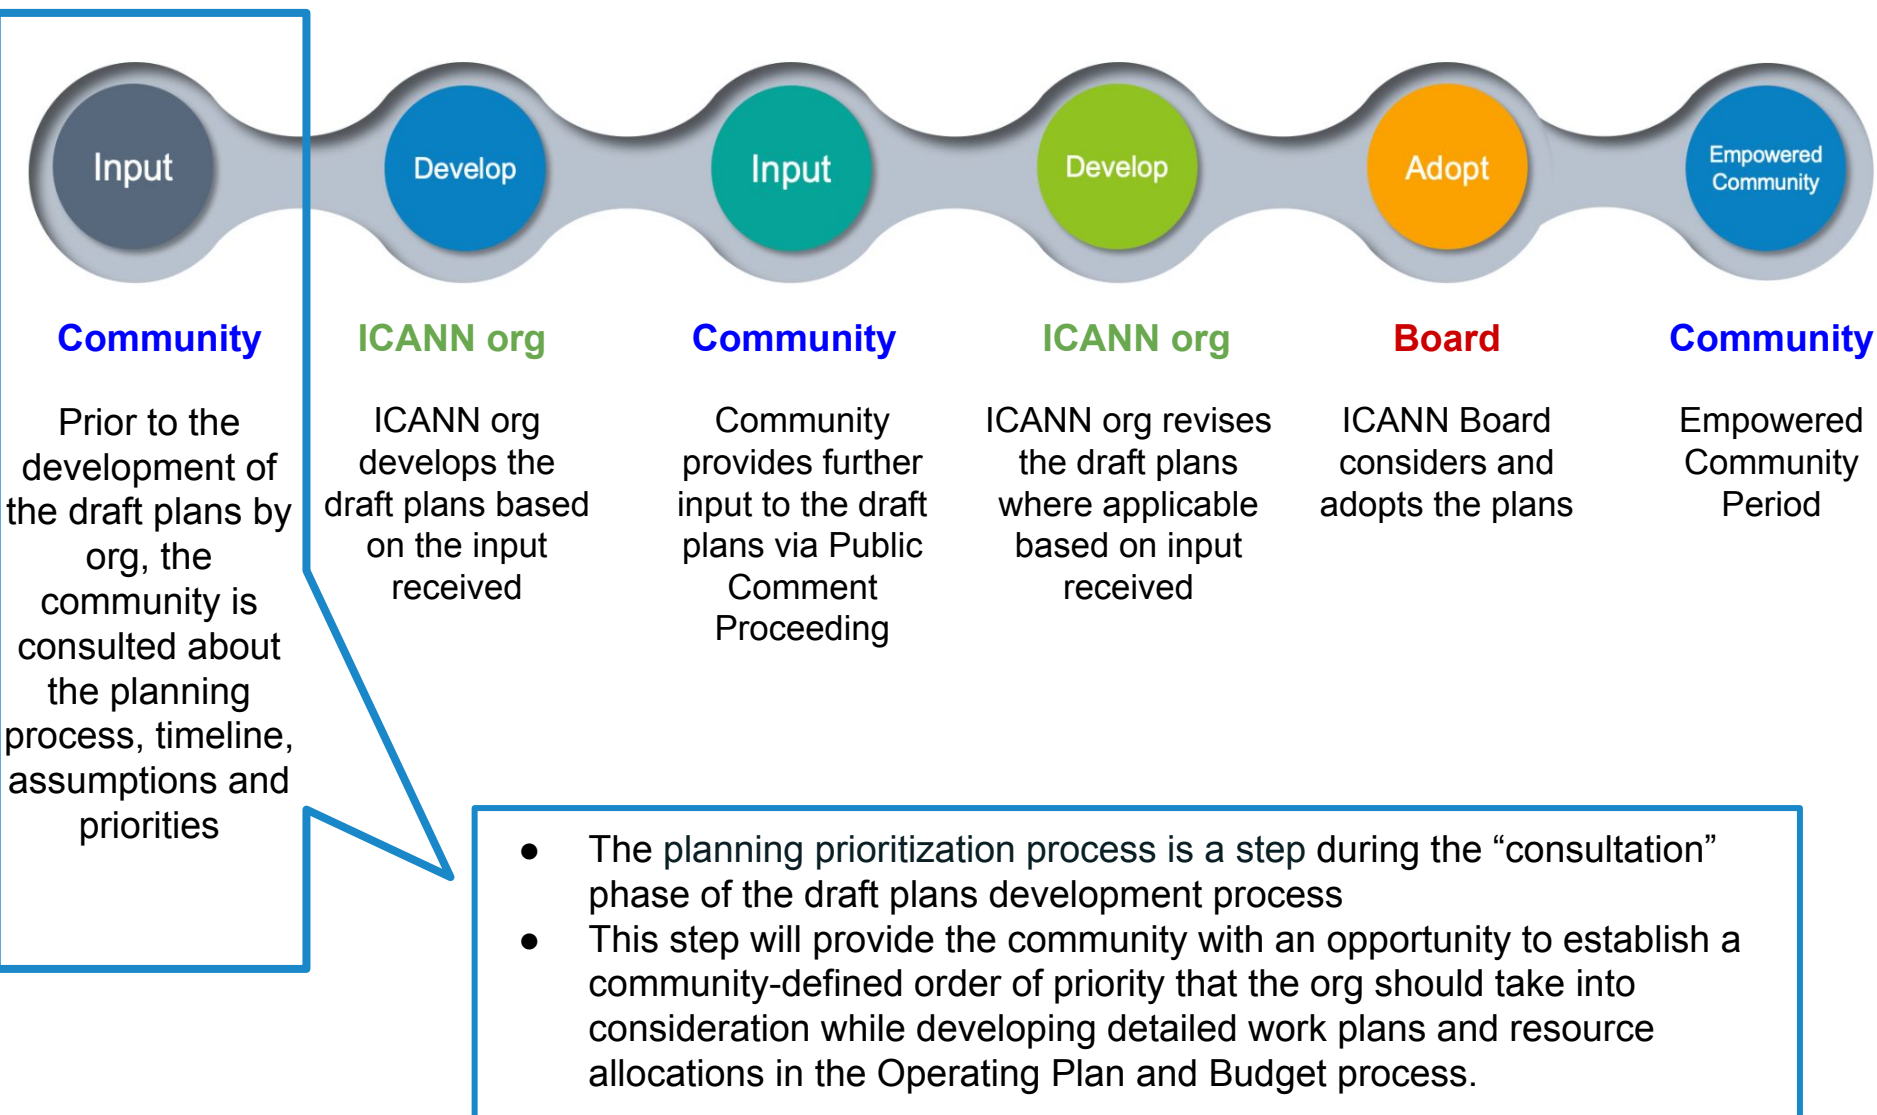 Input
Develop
Input
Develop
Adopt
Empowered
Community
Community
Prior to the
development of
the draft plans by
org, the
community is
consulted about
the planning
process, timeline,
assumptions and
priorities
ICANN org
ICANN org
develops the
draft plans based
on the input
received
Community
Community
provides further
input to the draft
plans via Public
Comment
Proceeding
ICANN org
ICANN org revises
the draft plans
where applicable
based on input
received
Board
ICANN Board
considers and
adopts the plans
Community
Empowered
Community
Period
● The planning prioritization process is a step during the “consultation”
phase of the draft plans development process
● This step will provide the community with an opportunity to establish a
community-defined order of priority that the org should take into
consideration while developing detailed work plans and resource
allocations in the Operating Plan and Budget process.